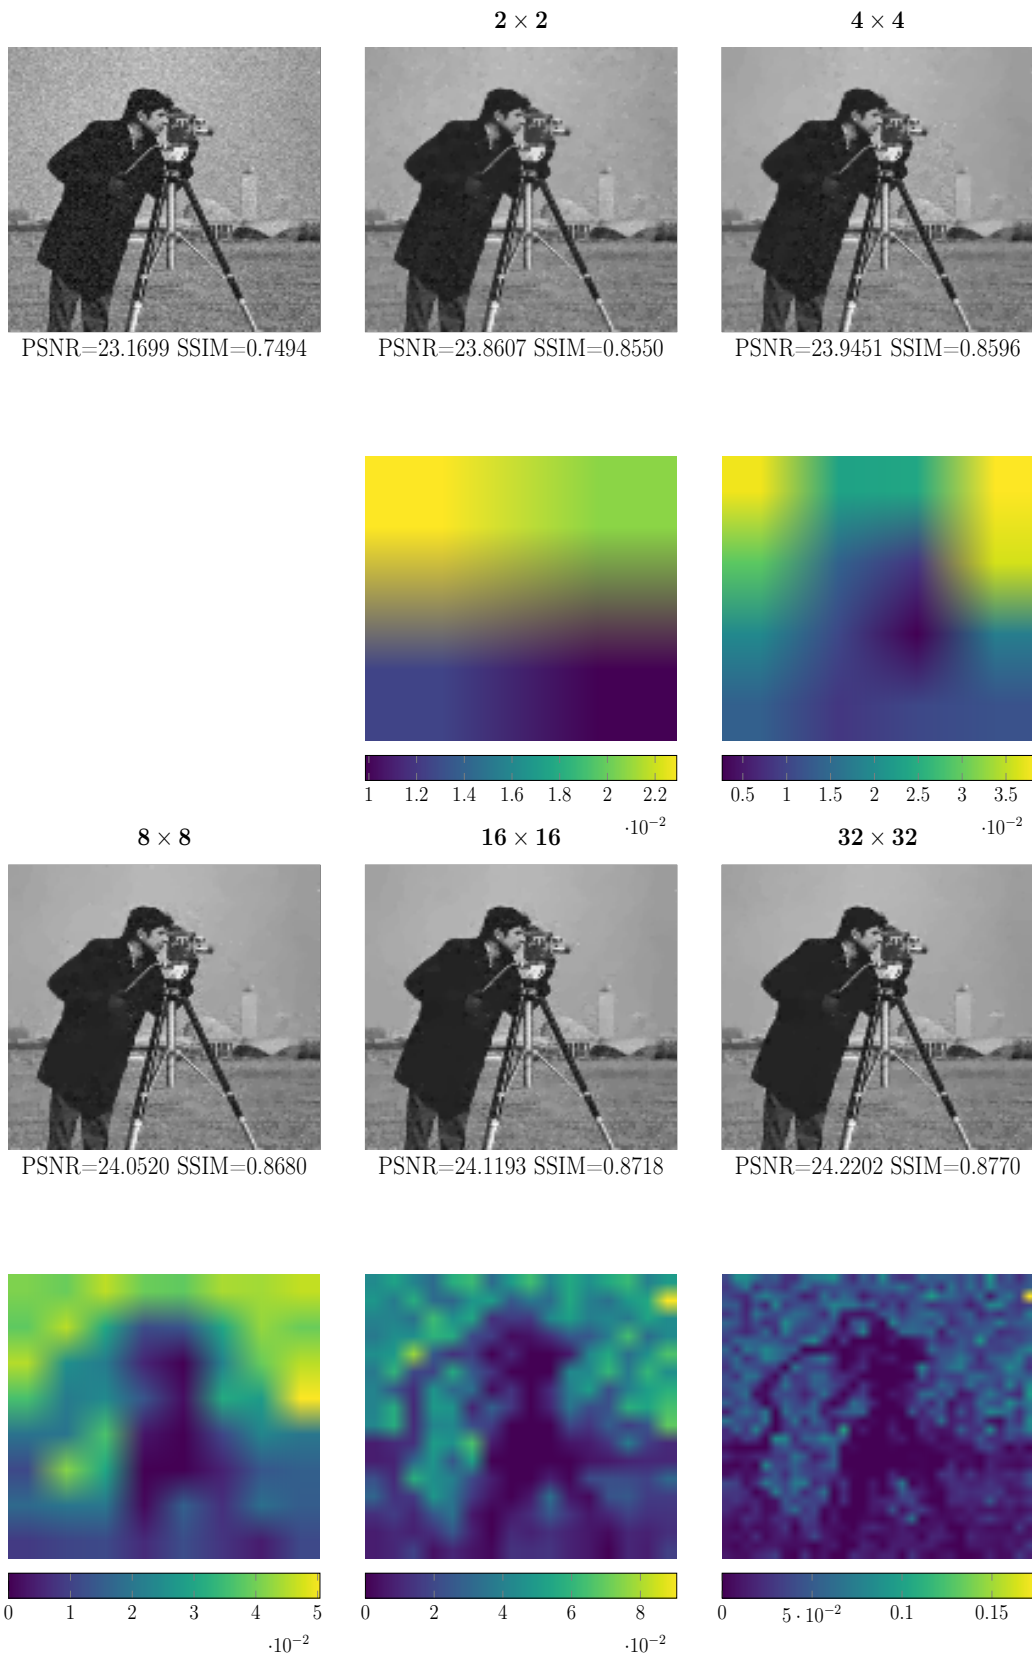 2 × 2
4 × 4
PSNR=23.1699 SSIM=0.7494
PSNR=23.8607 SSIM=0.8550
PSNR=23.9451 SSIM=0.8596
1 1.2 1.4 1.6 1.8 2 2.2
·10⁻²
0.5 1 1.5 2 2.5 3 3.5
·10⁻²
8 × 8
16 × 16
32 × 32
PSNR=24.0520 SSIM=0.8680
PSNR=24.1193 SSIM=0.8718
PSNR=24.2202 SSIM=0.8770
0 1 2 3 4 5
·10⁻²
0 2 4 6 8
·10⁻²
0 5 · 10⁻² 0.1 0.15